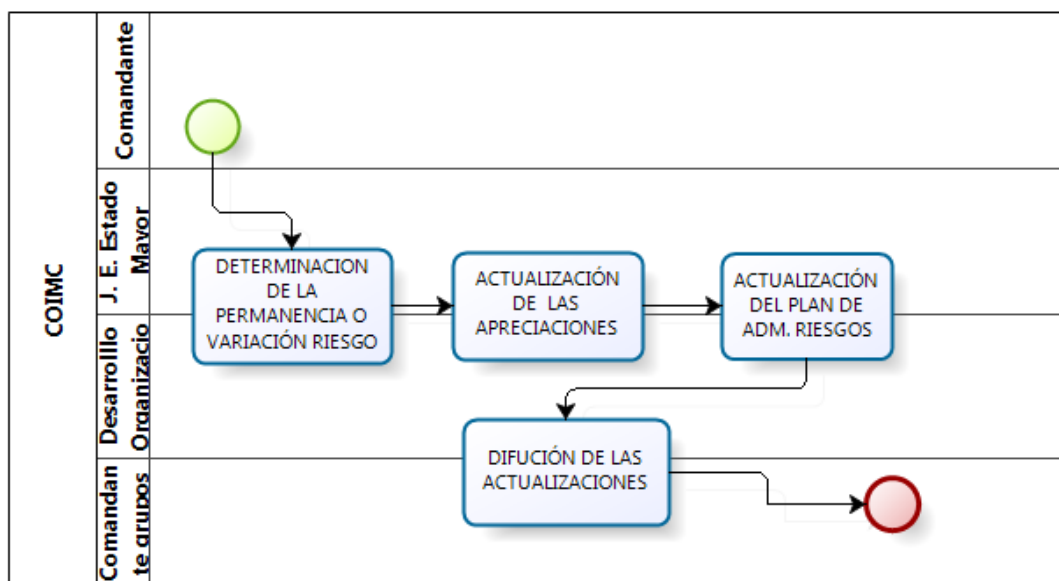 COIMC
Comandante
J. E. Estado
Mayor
Desarrolllo
Organizacio
Comandan
te grupos
DETERMINACION
DE LA
PERMANENCIA O
VARIACIÓN RIESGO
ACTUALIZACIÓN
DE LAS
APRECIACIONES
ACTUALIZACIÓN
DEL PLAN DE
ADM. RIESGOS
DIFUCIÓN DE LAS
ACTUALIZACIONES